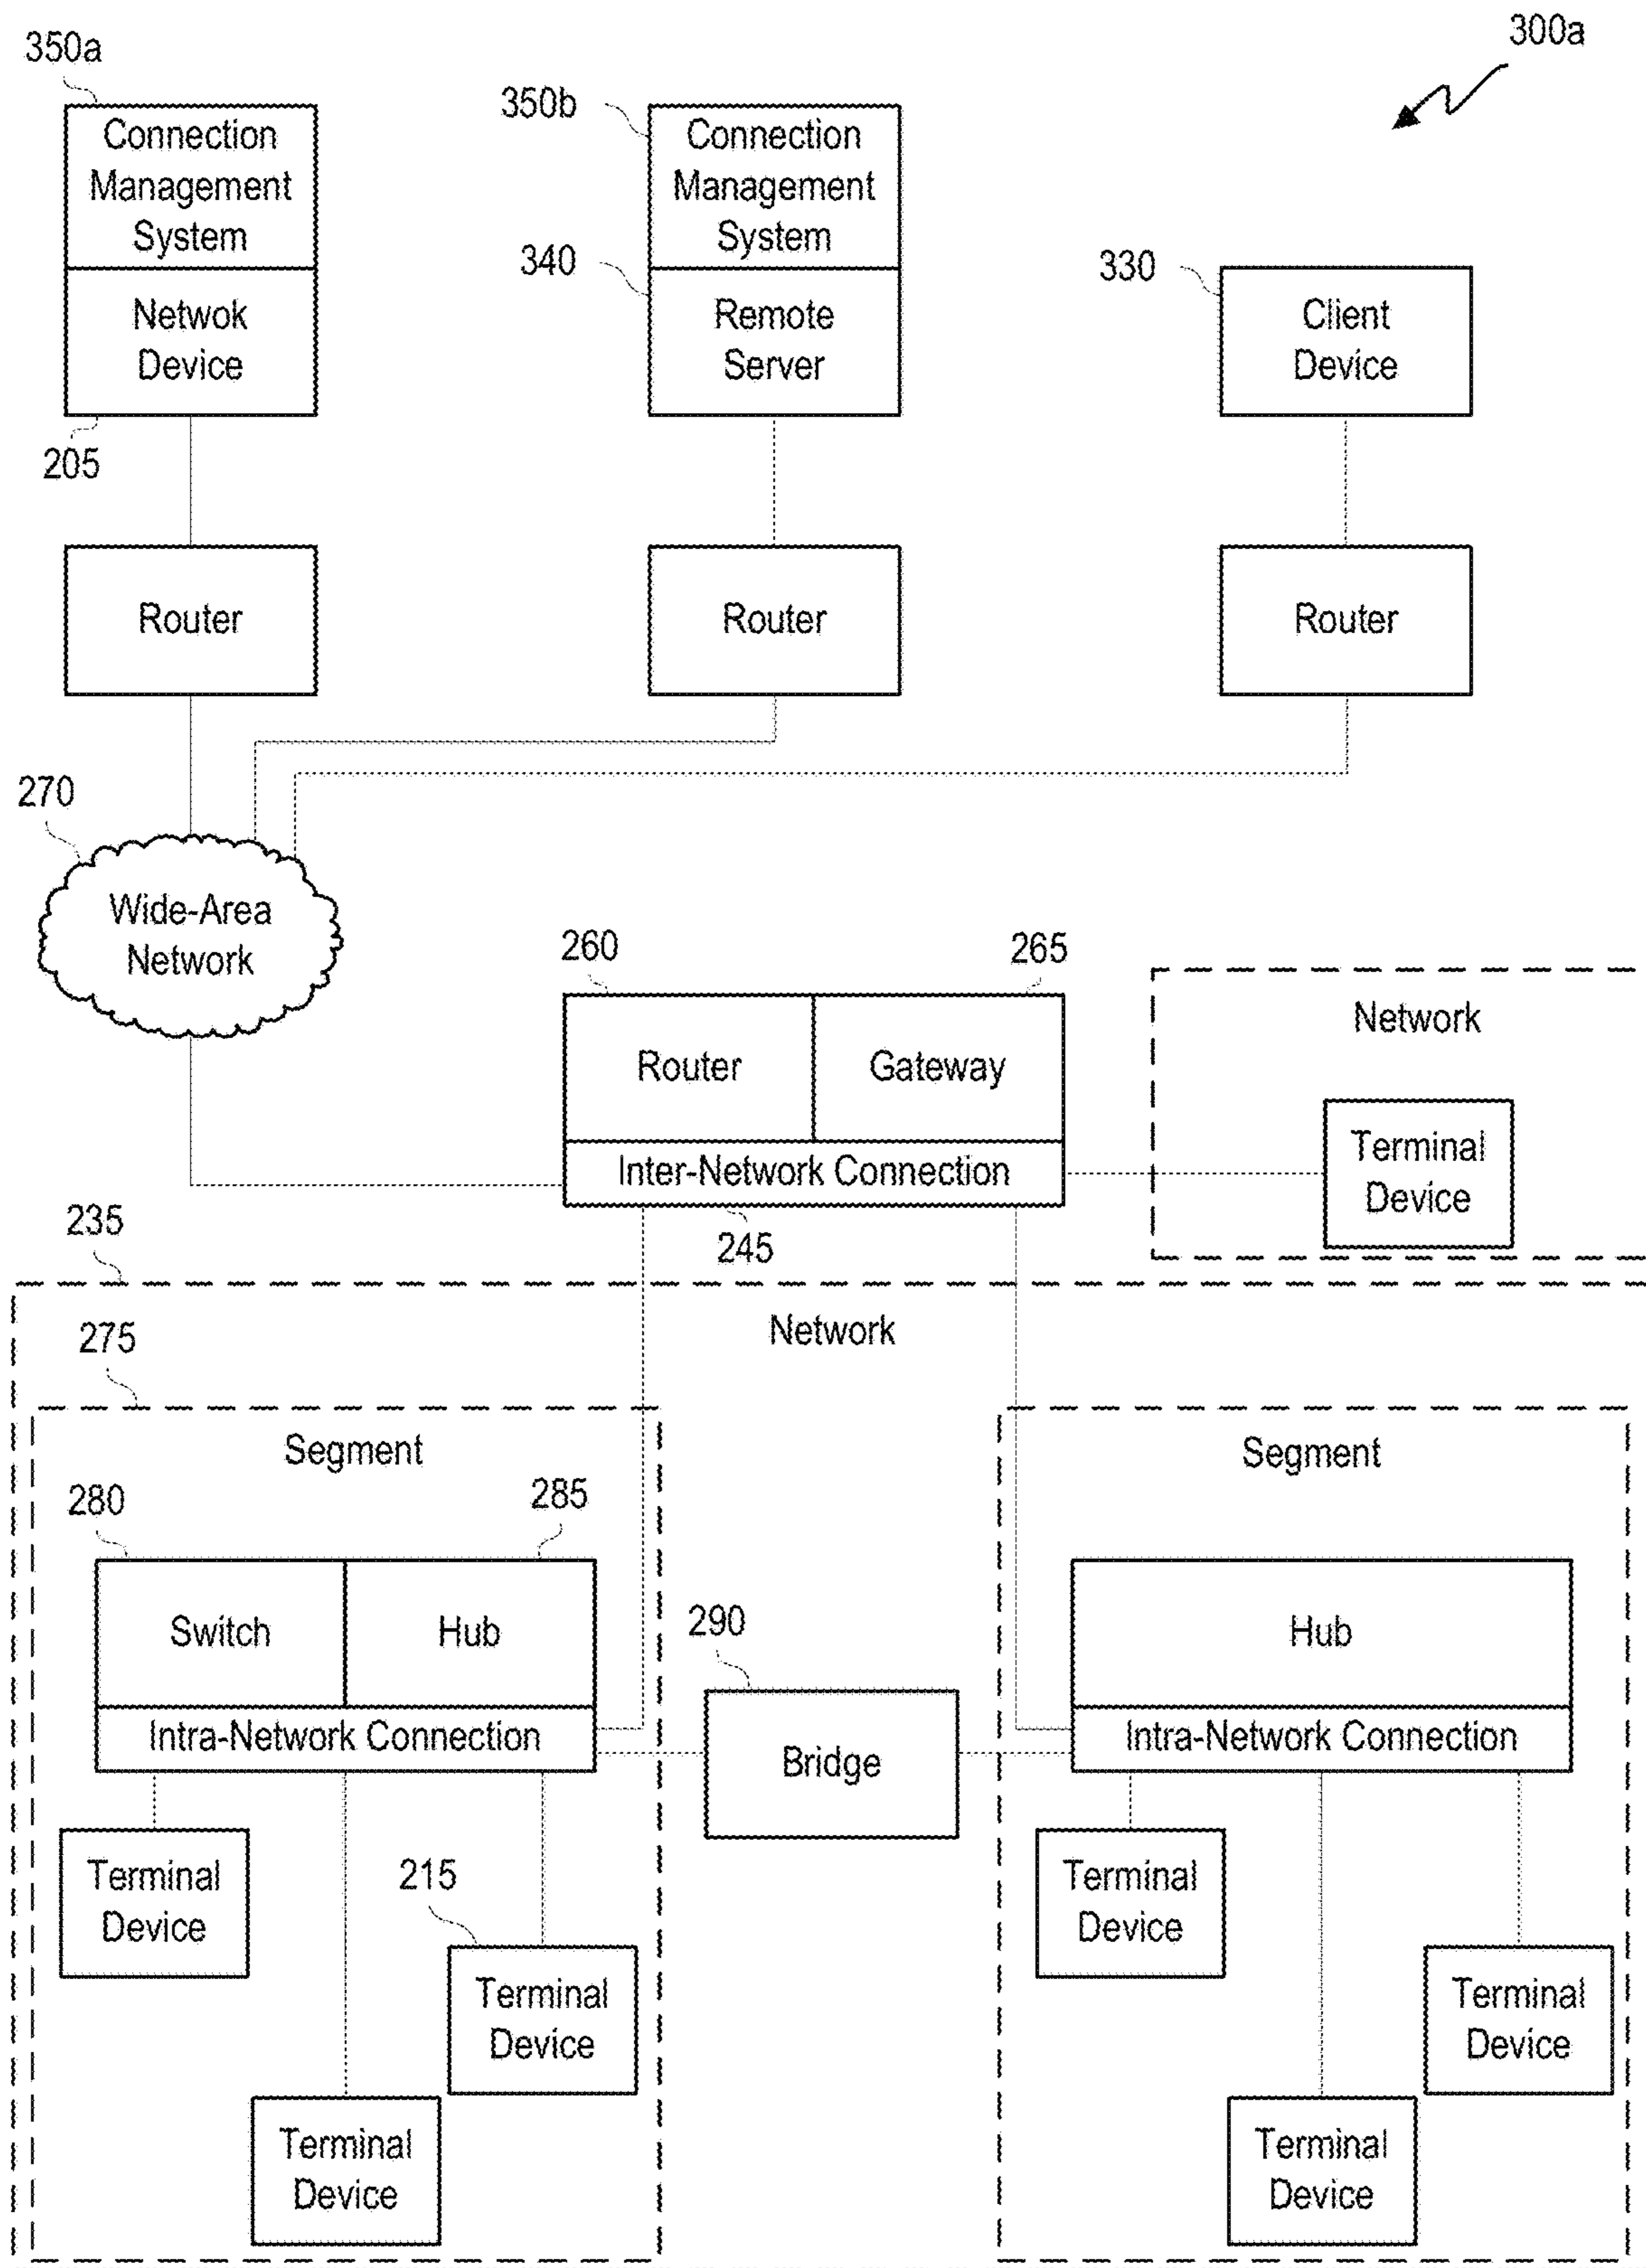 300a
350a
350b
Connection
Management
System
Connection
Management
System
340
330
Netwok
Device
Remote
Server
Client
Device
205
Router
Router
Router
270
Wide-Area
Network
260
265
Network
Router
Gateway
Terminal
Device
Inter-Network Connection
245
235
Network
275
Segment
Segment
280
285
Switch
Hub
290
Hub
Intra-Network Connection
Bridge
Intra-Network Connection
Terminal
Device
215
Terminal
Device
Terminal
Device
Terminal
Device
Terminal
Device
Terminal
Device